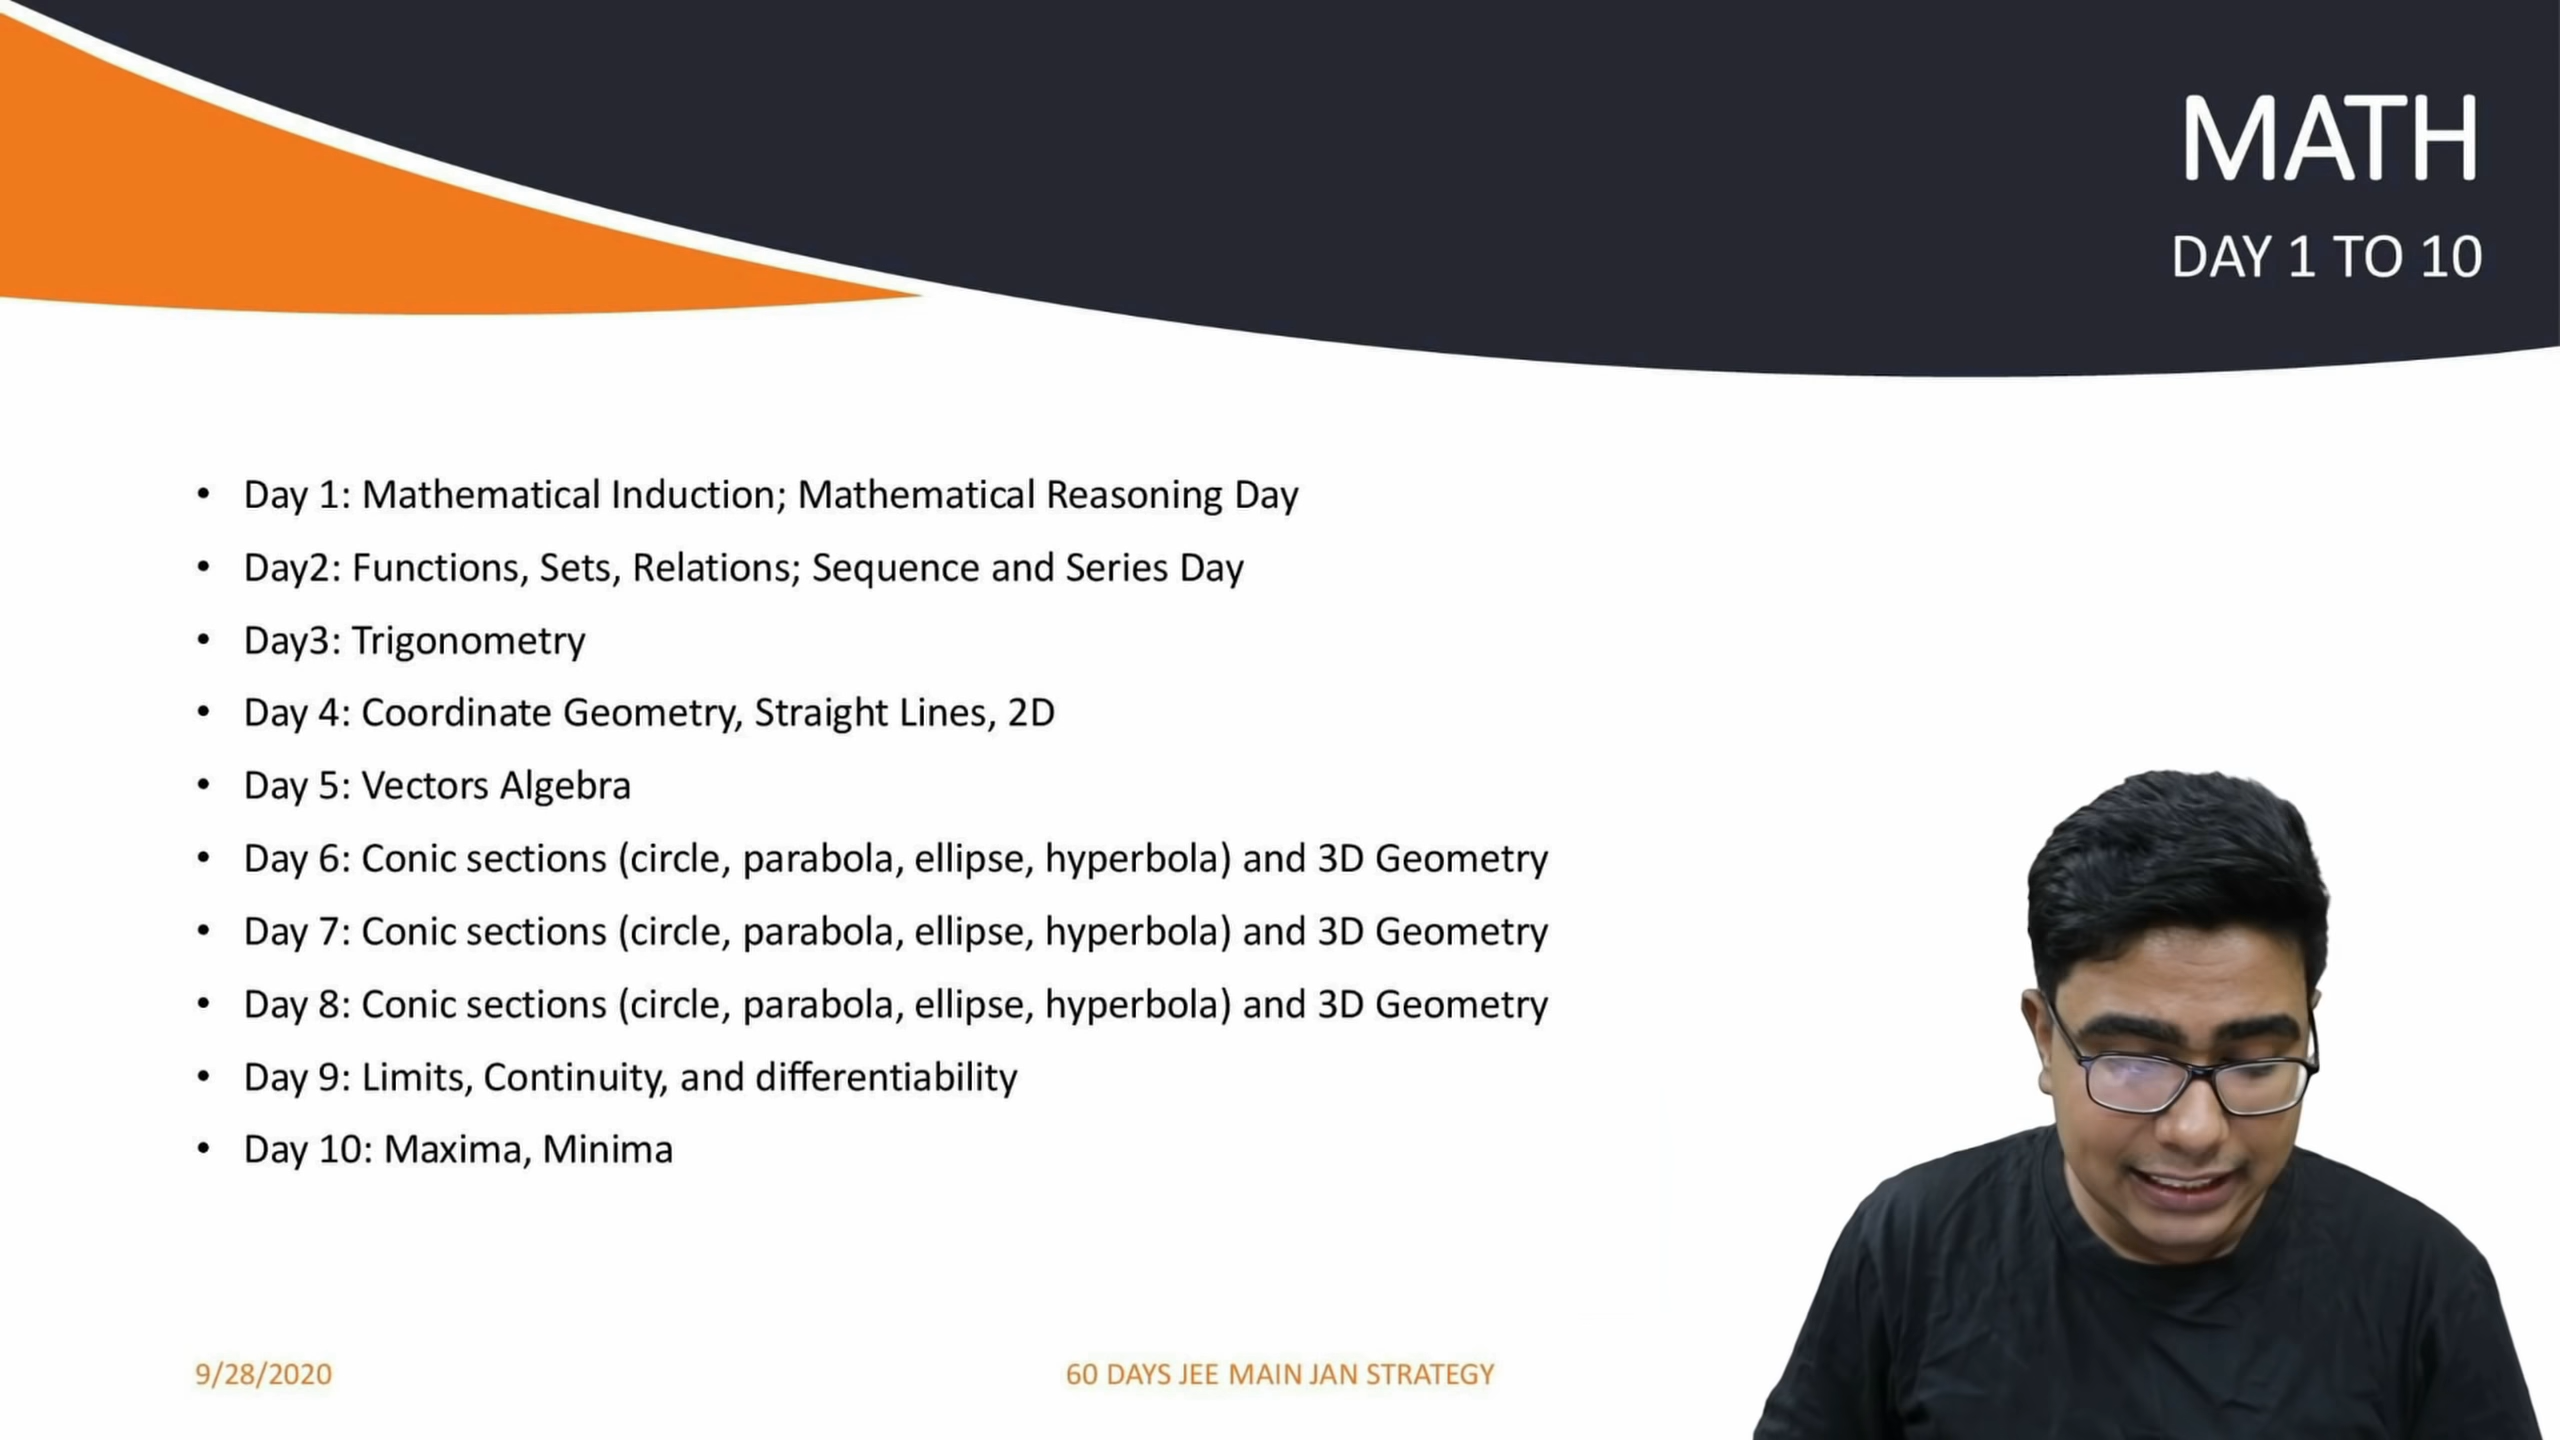 MATH
DAY 1 TO 10
• Day 1: Mathematical Induction; Mathematical Reasoning Day
• Day2: Functions, Sets, Relations; Sequence and Series Day
• Day3: Trigonometry
• Day 4: Coordinate Geometry, Straight Lines, 2D
• Day 5: Vectors Algebra
• Day 6: Conic sections (circle, parabola, ellipse, hyperbola) and 3D Geometry
• Day 7: Conic sections (circle, parabola, ellipse, hyperbola) and 3D Geometry
• Day 8: Conic sections (circle, parabola, ellipse, hyperbola) and 3D Geometry
• Day 9: Limits, Continuity, and differentiability
• Day 10: Maxima, Minima
9/28/2020
60 DAYS JEE MAIN JAN STRATEGY